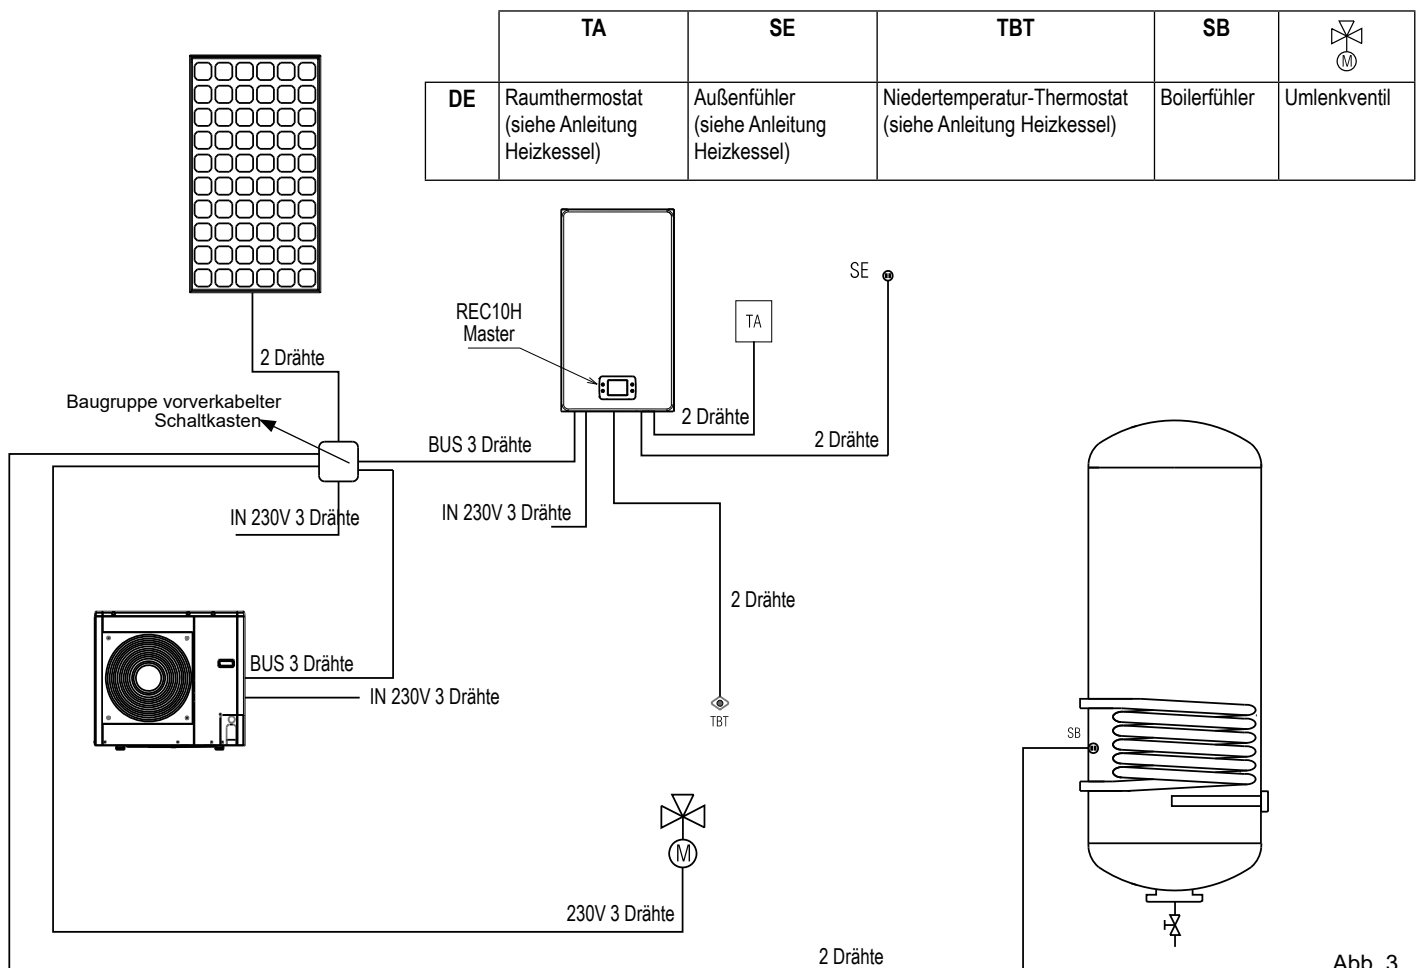 TA SE TBT SB
M
DE Raumthermostat Außenfühler Niedertemperatur-Thermostat Boilerfühler Umlenkventil
(siehe Anleitung (siehe Anleitung (siehe Anleitung Heizkessel)
Heizkessel) Heizkessel)
SE
REC10H
Master
TA
2 Drähte
Baugruppe vorverkabelter
Schaltkasten
2 Drähte
BUS 3 Drähte
2 Drähte
IN 230V 3 Drähte
IN 230V 3 Drähte
2 Drähte
BUS 3 Drähte
IN 230V 3 Drähte
TBT
SB
M
230V 3 Drähte
2 Drähte
Abb. 3